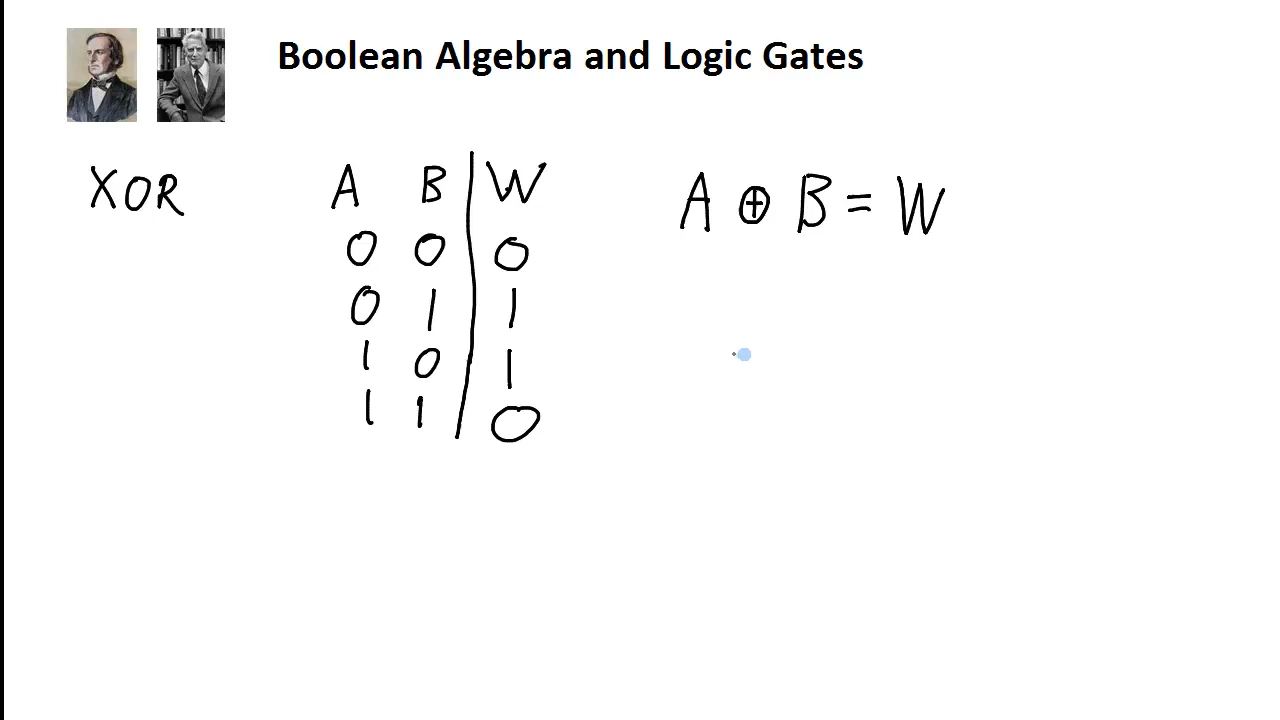 Boolean Algebra and Logic Gates
XOR
A B | W
0 0 | 0
0 1 | 1
1 0 | 1
1 1 | 0
A ⊕ B = W